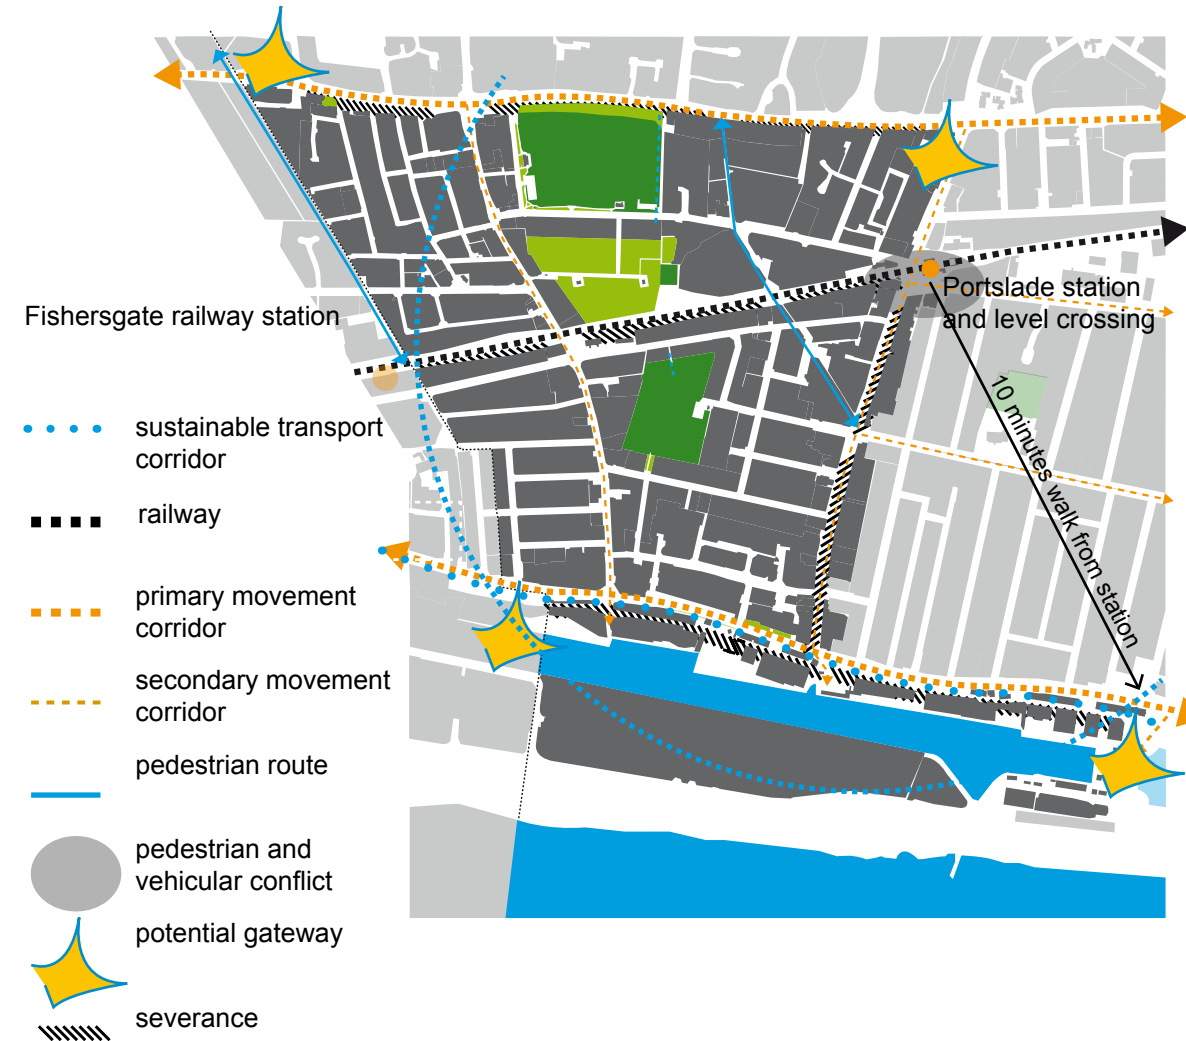 Portslade station
and level crossing
Fishersgate railway station
10 minutes walk from station
sustainable transport
corridor
railway
primary movement
corridor
secondary movement
corridor
pedestrian route
pedestrian and
vehicular conflict
potential gateway
severance